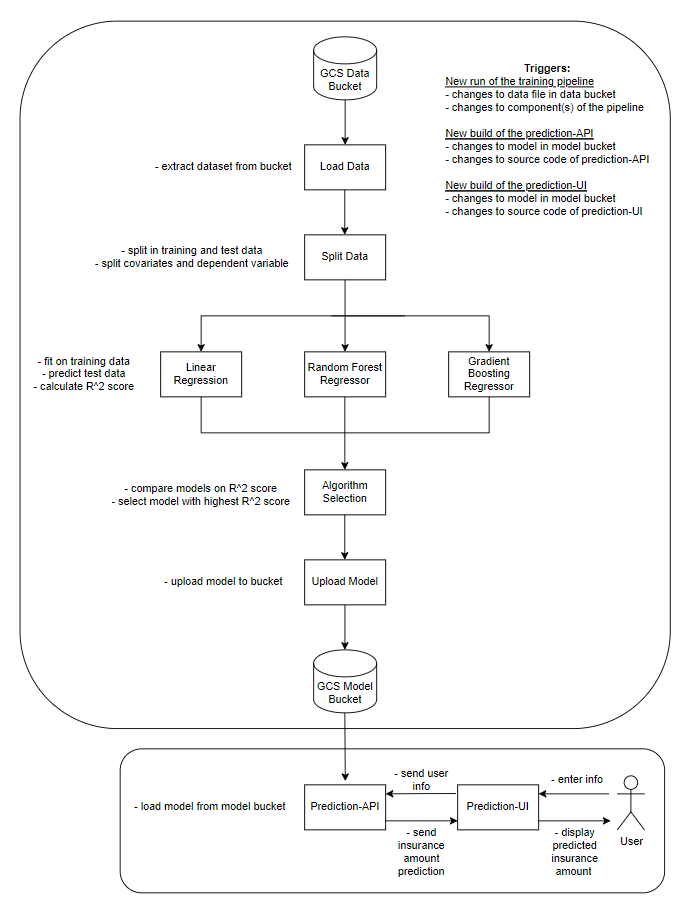 GCS Data
Bucket
Triggers:
New run of the training pipeline
- changes to data file in data bucket
- changes to component(s) of the pipeline
New build of the prediction-API
- changes to model in model bucket
- changes to source code of prediction-API
New build of the prediction-UI
- changes to model in model bucket
- changes to source code of prediction-UI
- extract dataset from bucket
Load Data
- split in training and test data
- split covariates and dependent variable
Split Data
- fit on training data
- predict test data
- calculate R^2 score
Linear
Regression
Random Forest
Regressor
Gradient
Boosting
Regressor
- compare models on R^2 score
- select model with highest R^2 score
Algorithm
Selection
- upload model to bucket
Upload Model
GCS Model
Bucket
- load model from model bucket
Prediction-API
- send user
info
- send
insurance
amount
prediction
Prediction-UI
- enter info
- display
predicted
insurance
amount
User